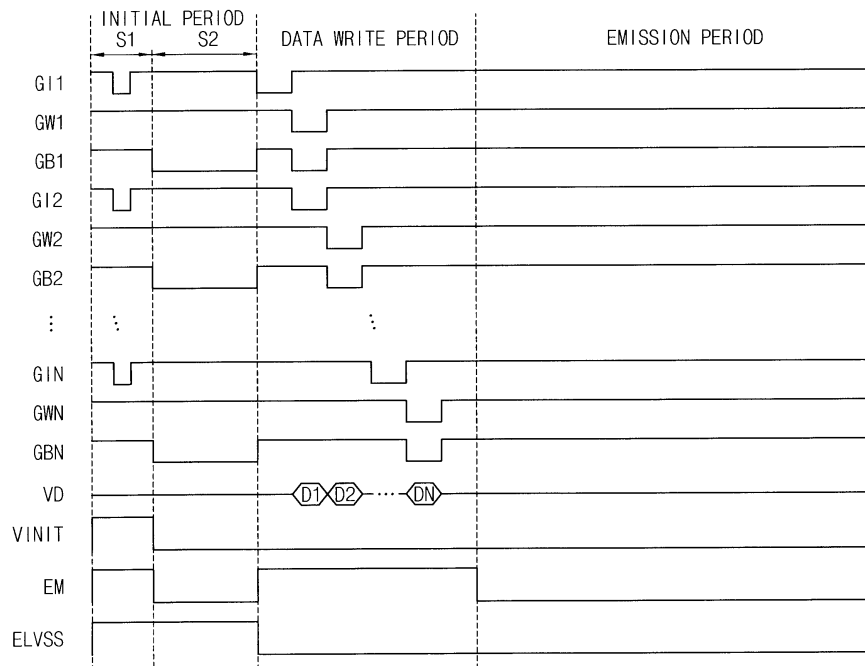 INITIAL PERIOD
S1 S2 DATA WRITE PERIOD EMISSION PERIOD
GI1
GW1
GB1
GI2
GW2
GB2
⋮ ⋱ ⋱
GIN
GWN
GBN
VD D1 D2 ···· DN
VINIT
EM
ELVSS